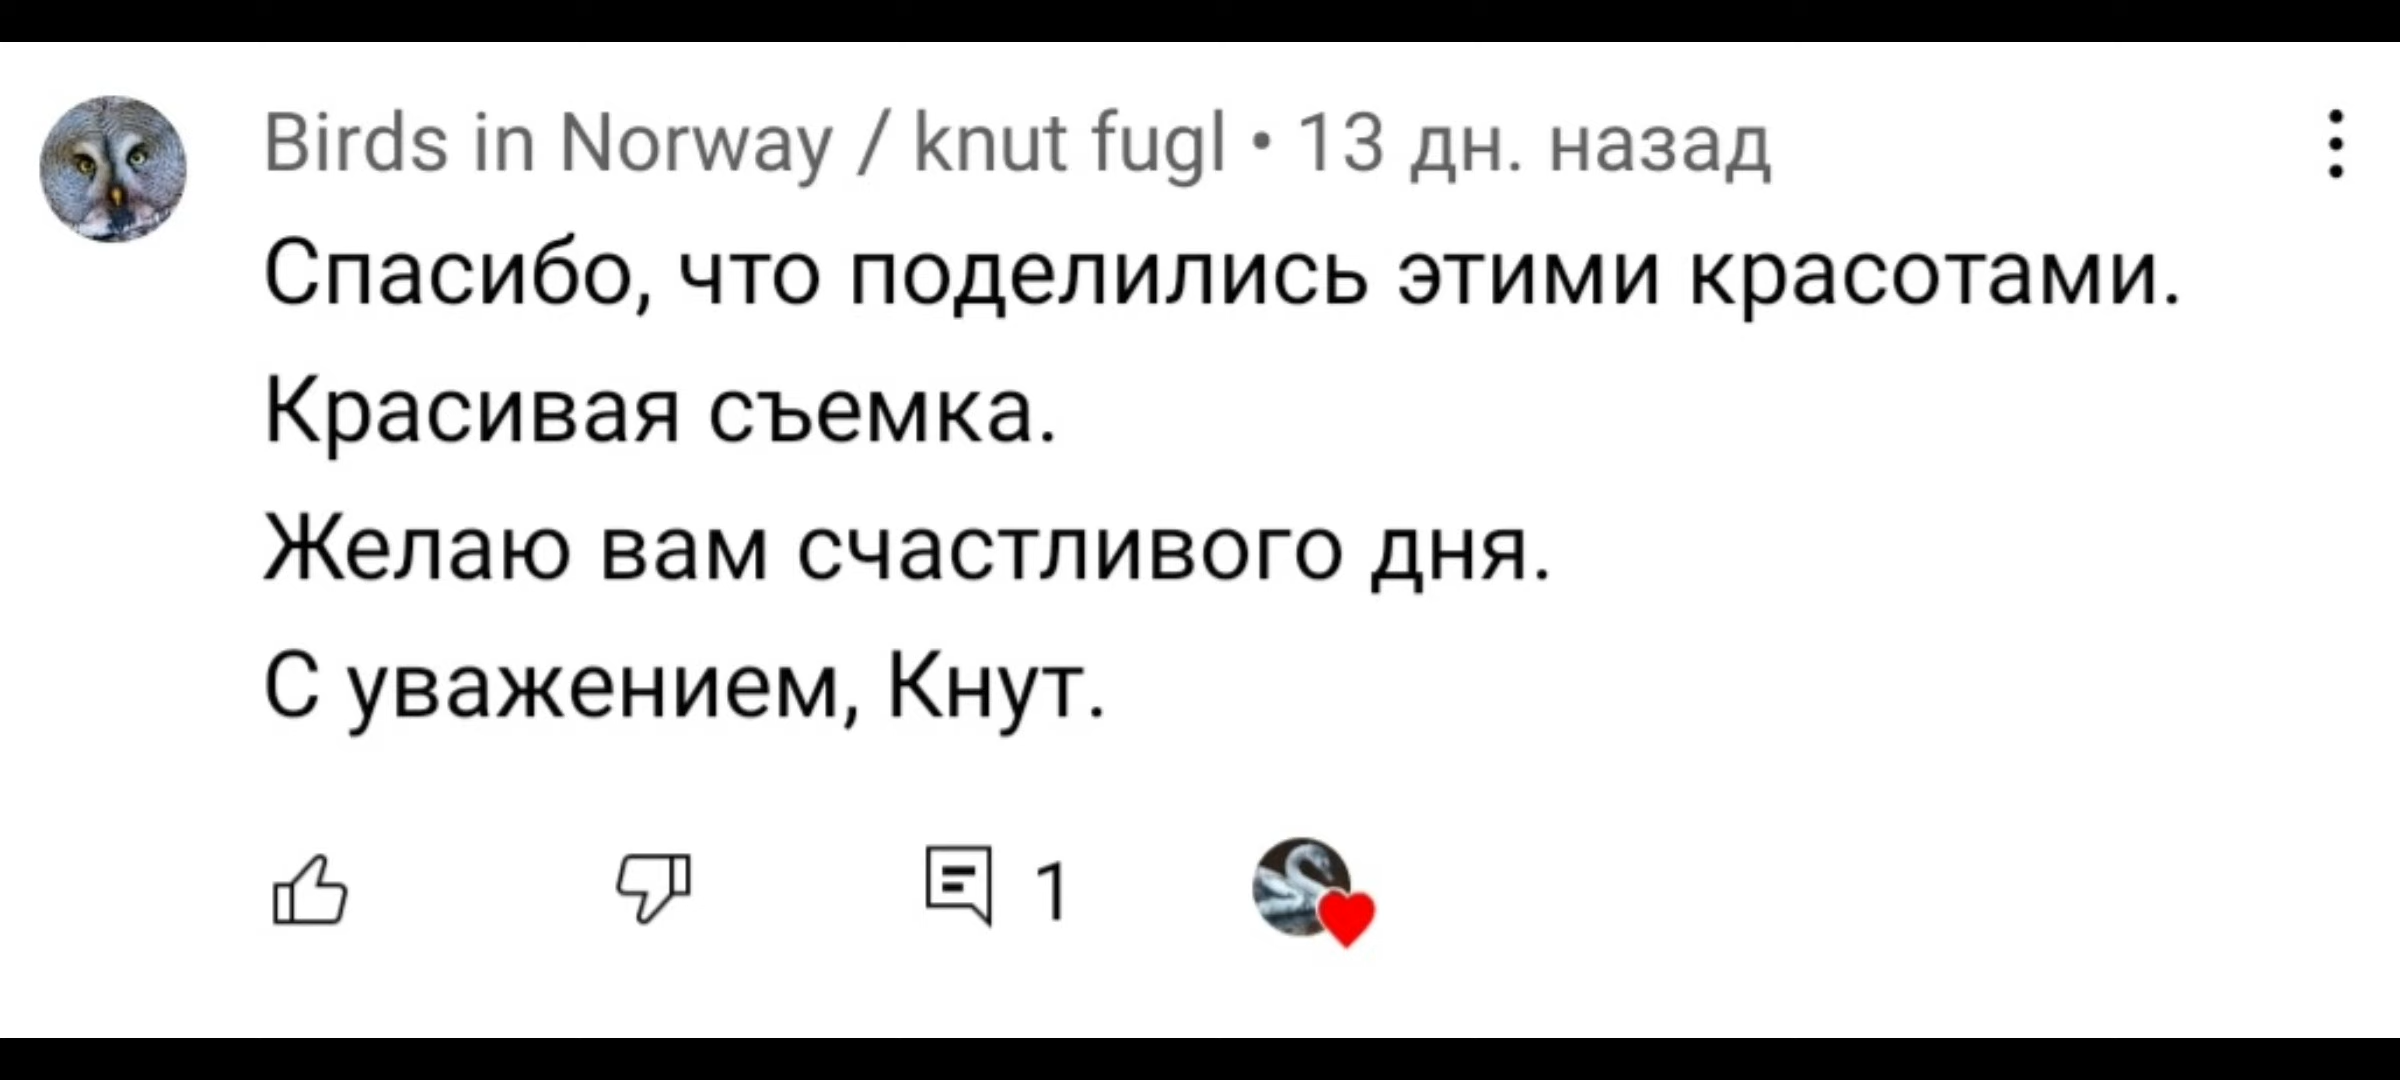 Birds in Norway / knut fugl • 13 дн. назад
Спасибо, что поделились этими красотами.
Красивая съемка.
Желаю вам счастливого дня.
С уважением, Кнут.
1